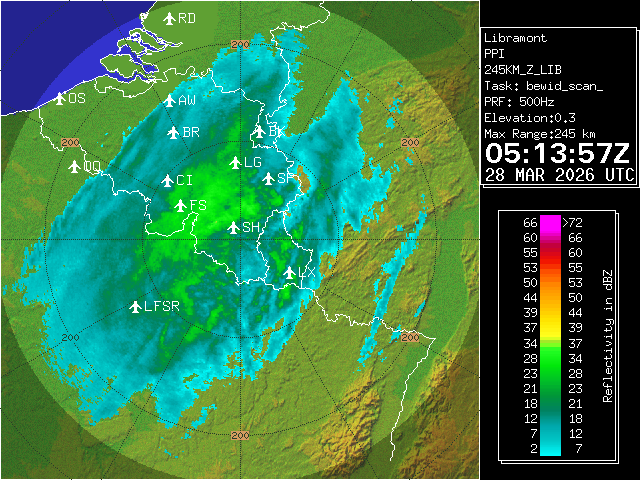 RD
200
OS
AW
BR
200
200
LG
QO
CI
FS
SH
LX
LFSR
200
200
200
Libramont
PPI
245KM_Z_LIB
Task: bewid_scan_
PRF: 500Hz
Elevation:0.3
Max Range:245 km
05:13:57Z
28 MAR 2026 UTC
66 >72
60 66
55 60
53 55
50 53
44 50
39 44
37 39
34 37
28 34
23 28
21 23
18 21
12 18
7 12
2 7
Reflectivity in dBZ